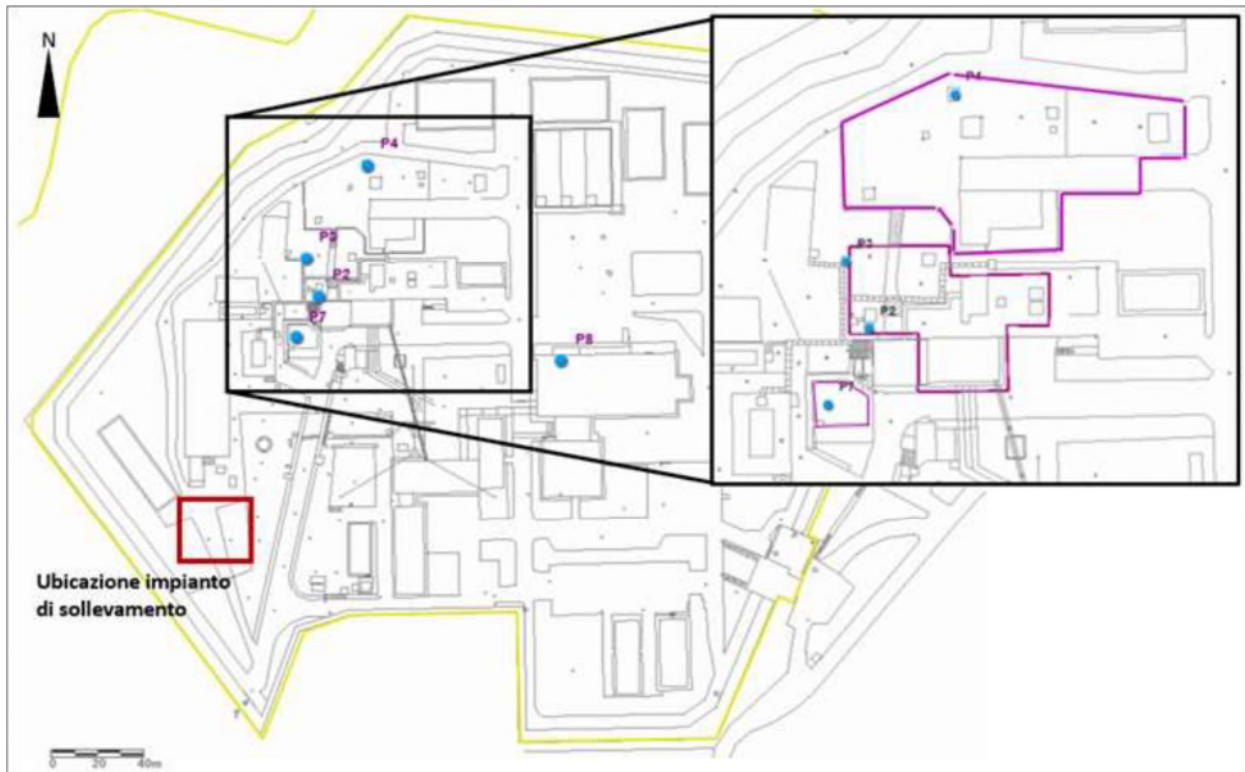 N
P4
P3
P2
P7
P8
P4
P3
P2
P7
Ubicazione impianto
di sollevamento
0 20 40m